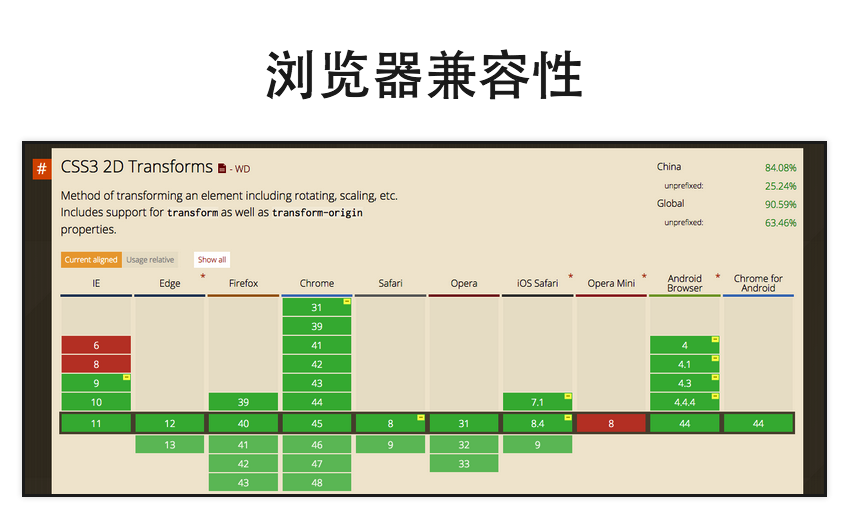 浏览器兼容性
# CSS3 2D Transforms - WD
Method of transforming an element including rotating, scaling, etc.
Includes support for transform as well as transform-origin
properties.
China 84.08%
unprefixed: 25.24%
Global 90.59%
unprefixed: 63.46%
Current aligned Usage relative Show all
IE Edge * Firefox Chrome Safari Opera iOS Safari * Opera Mini * Android Browser * Chrome for Android
31
39
6 41 4
8 42 4.1
9 43 4.3
10 39 44 7.1 4.4.4
11 12 40 45 8 31 8.4 8 44 44
13 41 46 9 32 9
42 47 33
43 48